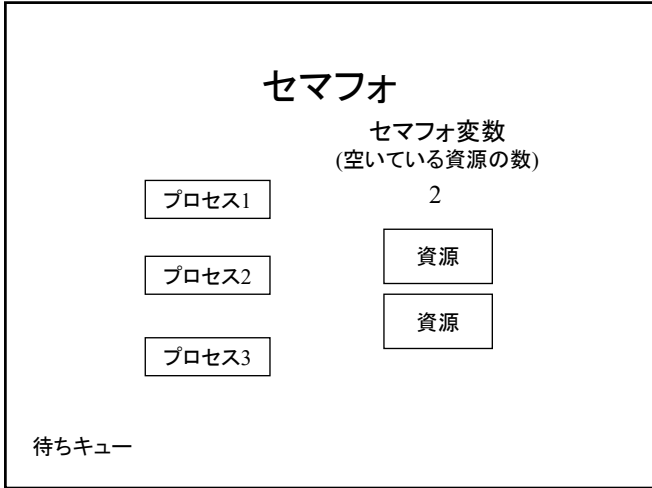 セマフォ
セマフォ変数
(空いている資源の数)
2
プロセス1
資源
プロセス2
資源
プロセス3
待ちキュー